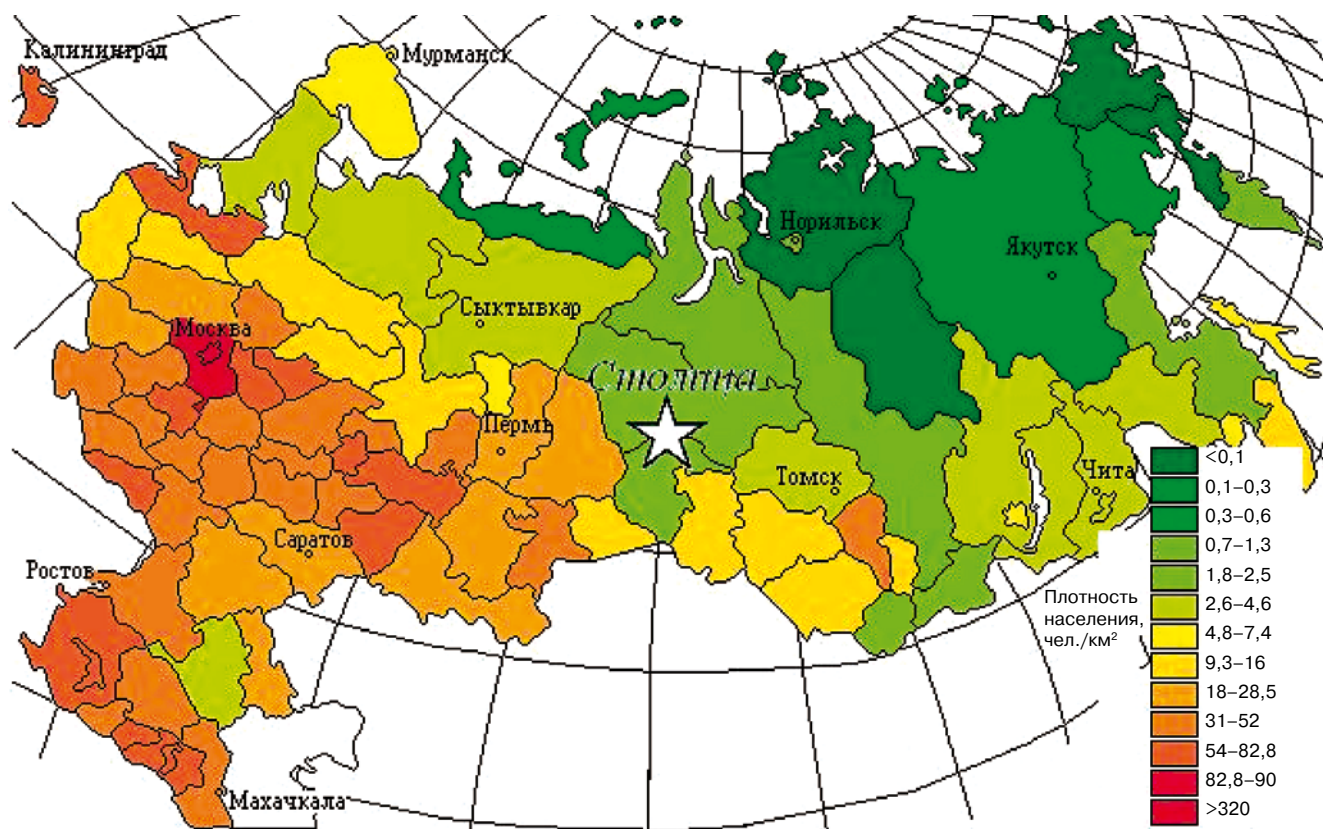 Калининград
Мурманск
Норильск
Якутск
Сыктывкар
Москва
Столица
Пермь
Томск
Чита
Саратов
Ростов
Махачкала
Плотность
населения,
чел./км²
<0,1
0,1–0,3
0,3–0,6
0,7–1,3
1,8–2,5
2,6–4,6
4,8–7,4
9,3–16
18–28,5
31–52
54–82,8
82,8–90
>320